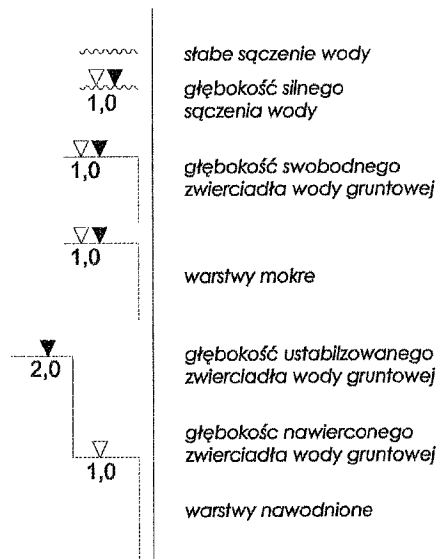 słabe sączenie wody
głębokość silnego
sączenia wody
1,0
głębokość swobodnego
zwierciadła wody gruntowej
1,0
warstwy mokre
1,0
głębokość ustabilzowanego
zwierciadła wody gruntowej
2,0
głębokośc nawierconego
zwierciadła wody gruntowej
1,0
warstwy nawodnione